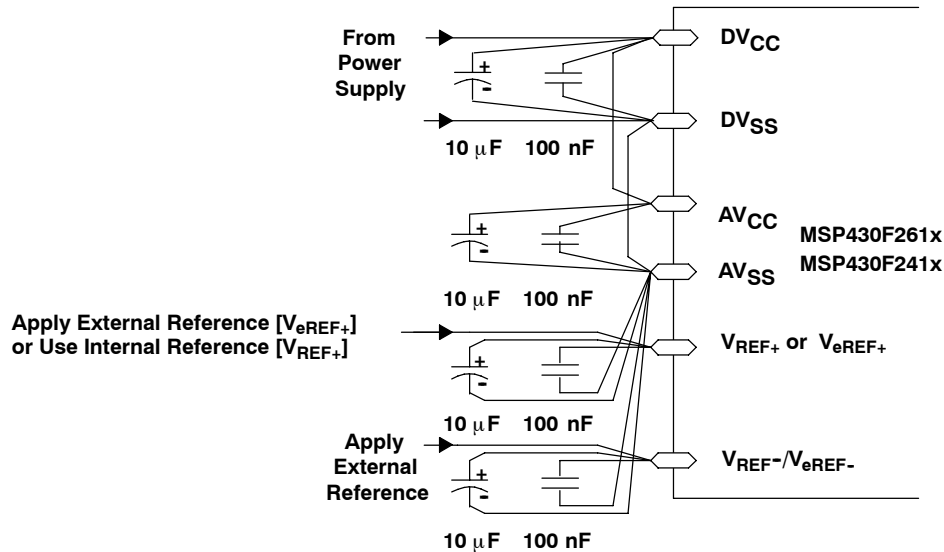 From
Power
Supply
DVCC
+
-
DVSS
10 μF 100 nF
AVCC
MSP430F261x
MSP430F241x
+
-
AVSS
10 μF 100 nF
Apply External Reference [VeREF+]
or Use Internal Reference [VREF+]
VREF+ or VeREF+
+
-
10 μF 100 nF
Apply
External
Reference
VREF-/VeREF-
+
-
10 μF 100 nF